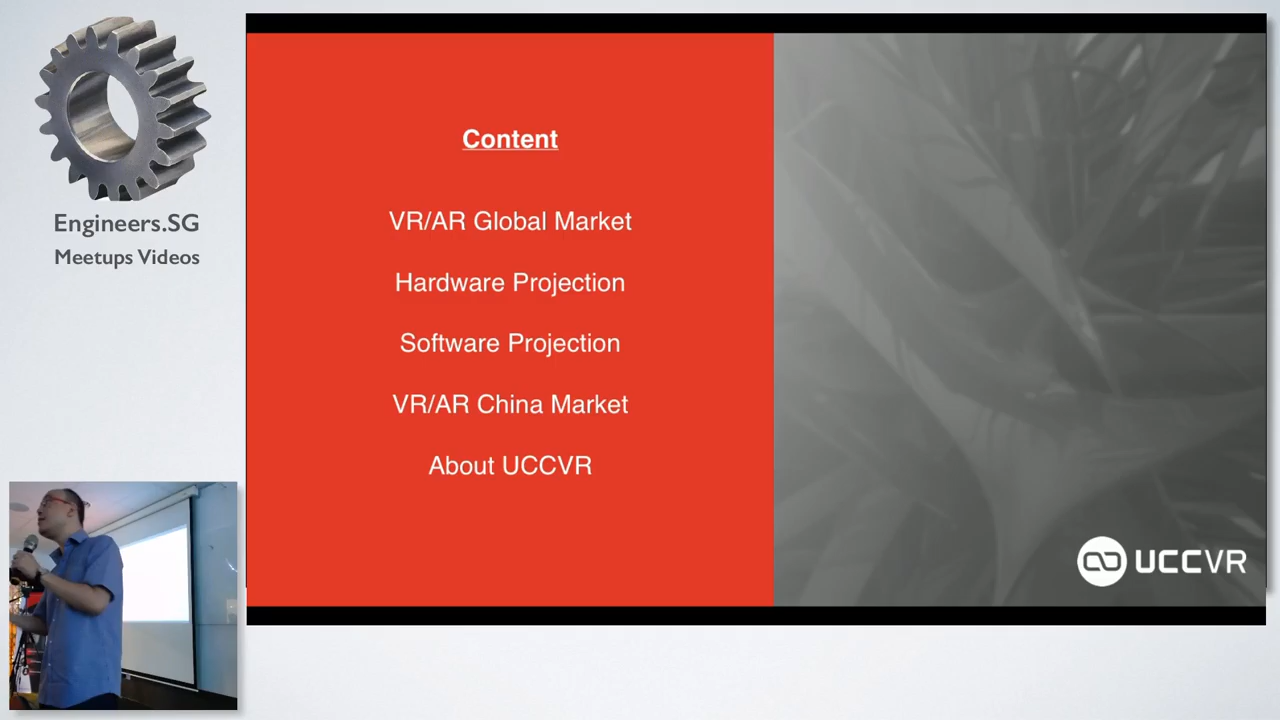 Engineers.SG
Meetups Videos
Content
VR/AR Global Market
Hardware Projection
Software Projection
VR/AR China Market
About UCCVR
UCCVR